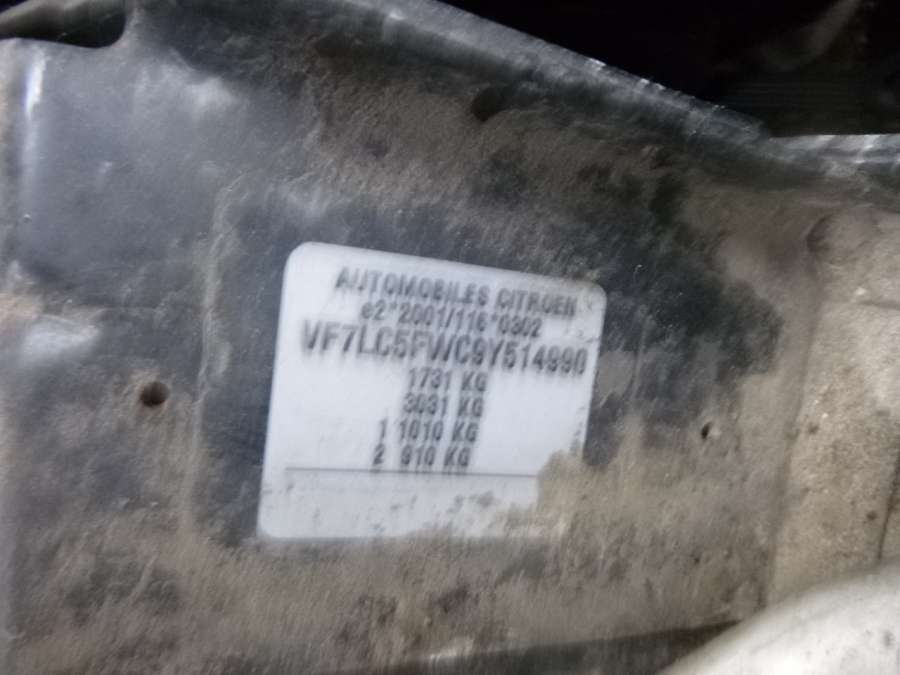 AUTOMOBILES CITROEN
e2*2001/116*0302
VF7LC5FWC9Y514990
1731 KG
3031 KG
1 1010 KG
2 910 KG